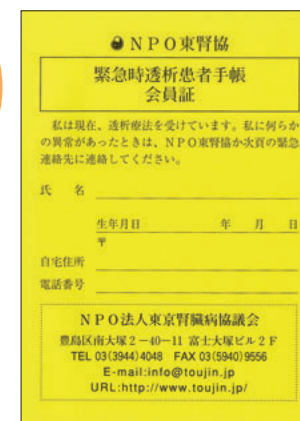 NPO東腎協
緊急時透析患者手帳
会員証
私は現在、透析療法を受けています。私に何らか
の異常があったときは、NPO東腎協か次頁の緊急
連絡先に連絡してください。
氏 名
生年月日 年 月 日
〒
自宅住所
電話番号
NPO法人東京腎臓病協議会
豊島区南大塚2-40-11 富士大塚ビル2F
TEL 03(3944)4048 FAX 03(5940)9556
E-mail:info@toujin.jp
URL:http://www.toujin.jp/